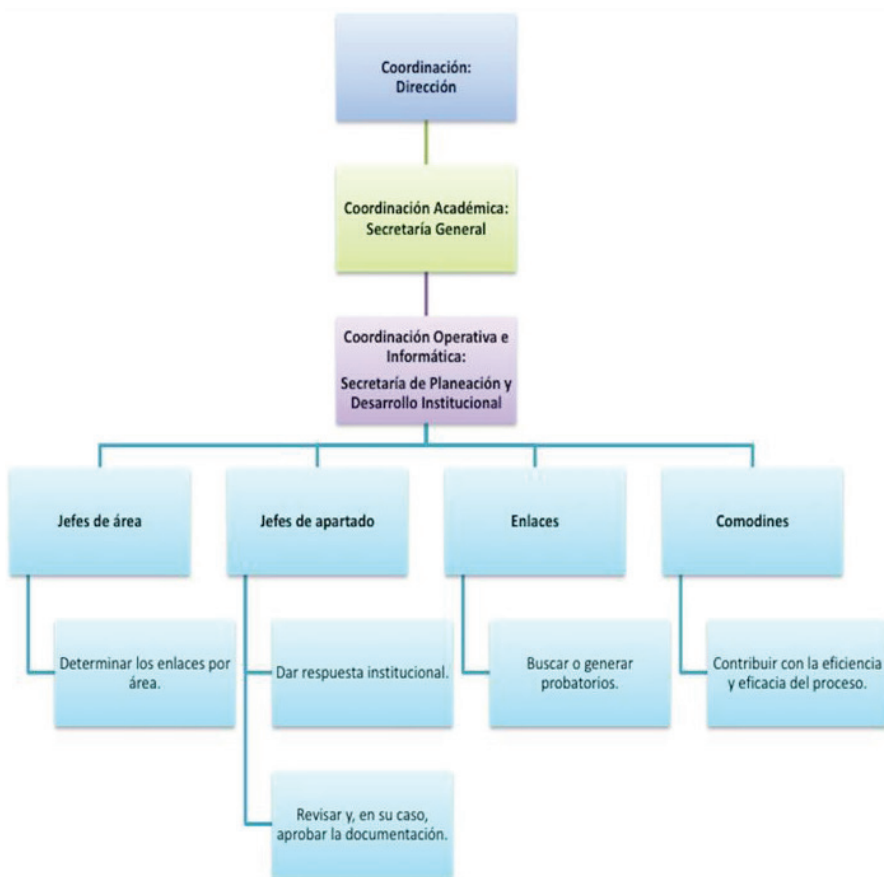 Coordinación:
Dirección
Coordinación Académica:
Secretaría General
Coordinación Operativa e
Informática:
Secretaría de Planeación y
Desarrollo Institucional
Jefes de área
Jefes de apartado
Enlaces
Comodines
Determinar los enlaces por
área.
Dar respuesta institucional.
Buscar o generar
probatorios.
Contribuir con la eficiencia
y eficacia del proceso.
Revisar y, en su caso,
aprobar la documentación.